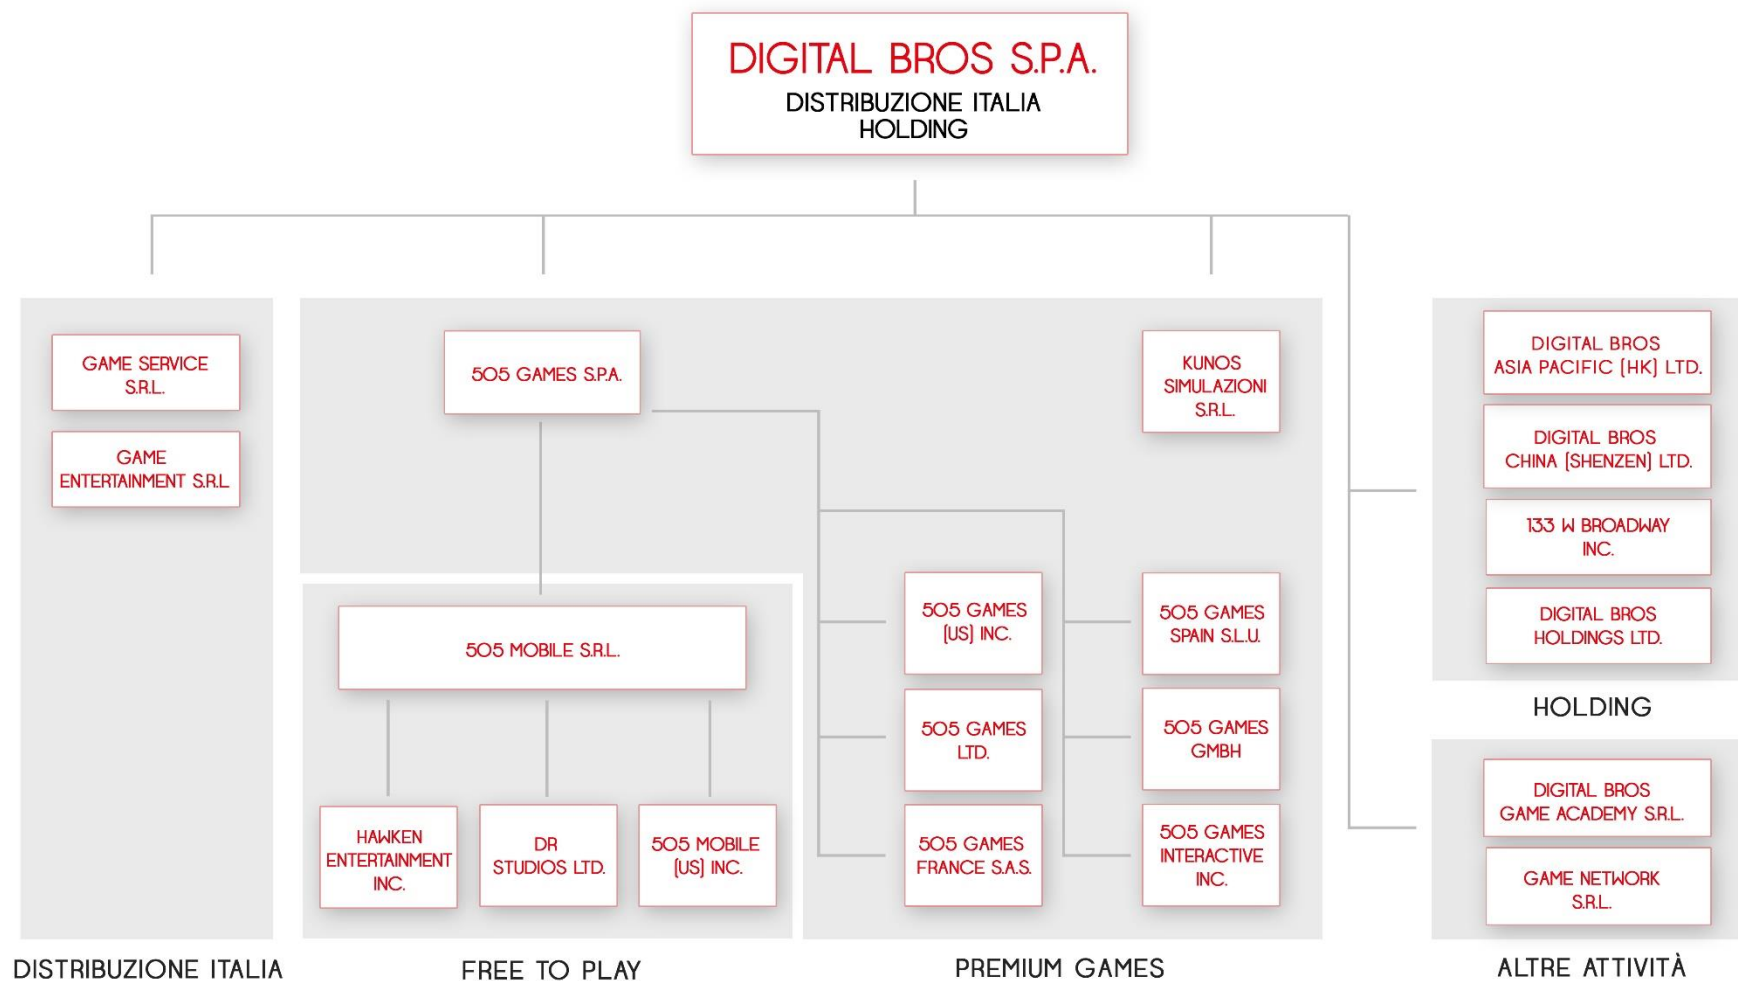 DIGITAL BROS S.P.A.
DISTRIBUZIONE ITALIA
HOLDING
GAME SERVICE
S.R.L.
GAME
ENTERTAINMENT S.R.L
DISTRIBUZIONE ITALIA
505 GAMES S.P.A.
KUNOS
SIMULAZIONI
S.R.L.
505 MOBILE S.R.L.
HAWKEN
ENTERTAINMENT
INC.
DR
STUDIOS LTD.
505 MOBILE
(US) INC.
FREE TO PLAY
505 GAMES
(US) INC.
505 GAMES
SPAIN S.L.U.
505 GAMES
LTD.
505 GAMES
GMBH
505 GAMES
FRANCE S.A.S.
505 GAMES
INTERACTIVE
INC.
PREMIUM GAMES
DIGITAL BROS
ASIA PACIFIC (HK) LTD.
DIGITAL BROS
CHINA (SHENZEN) LTD.
133 W BROADWAY
INC.
DIGITAL BROS
HOLDINGS LTD.
HOLDING
DIGITAL BROS
GAME ACADEMY S.R.L.
GAME NETWORK
S.R.L.
ALTRE ATTIVITÀ